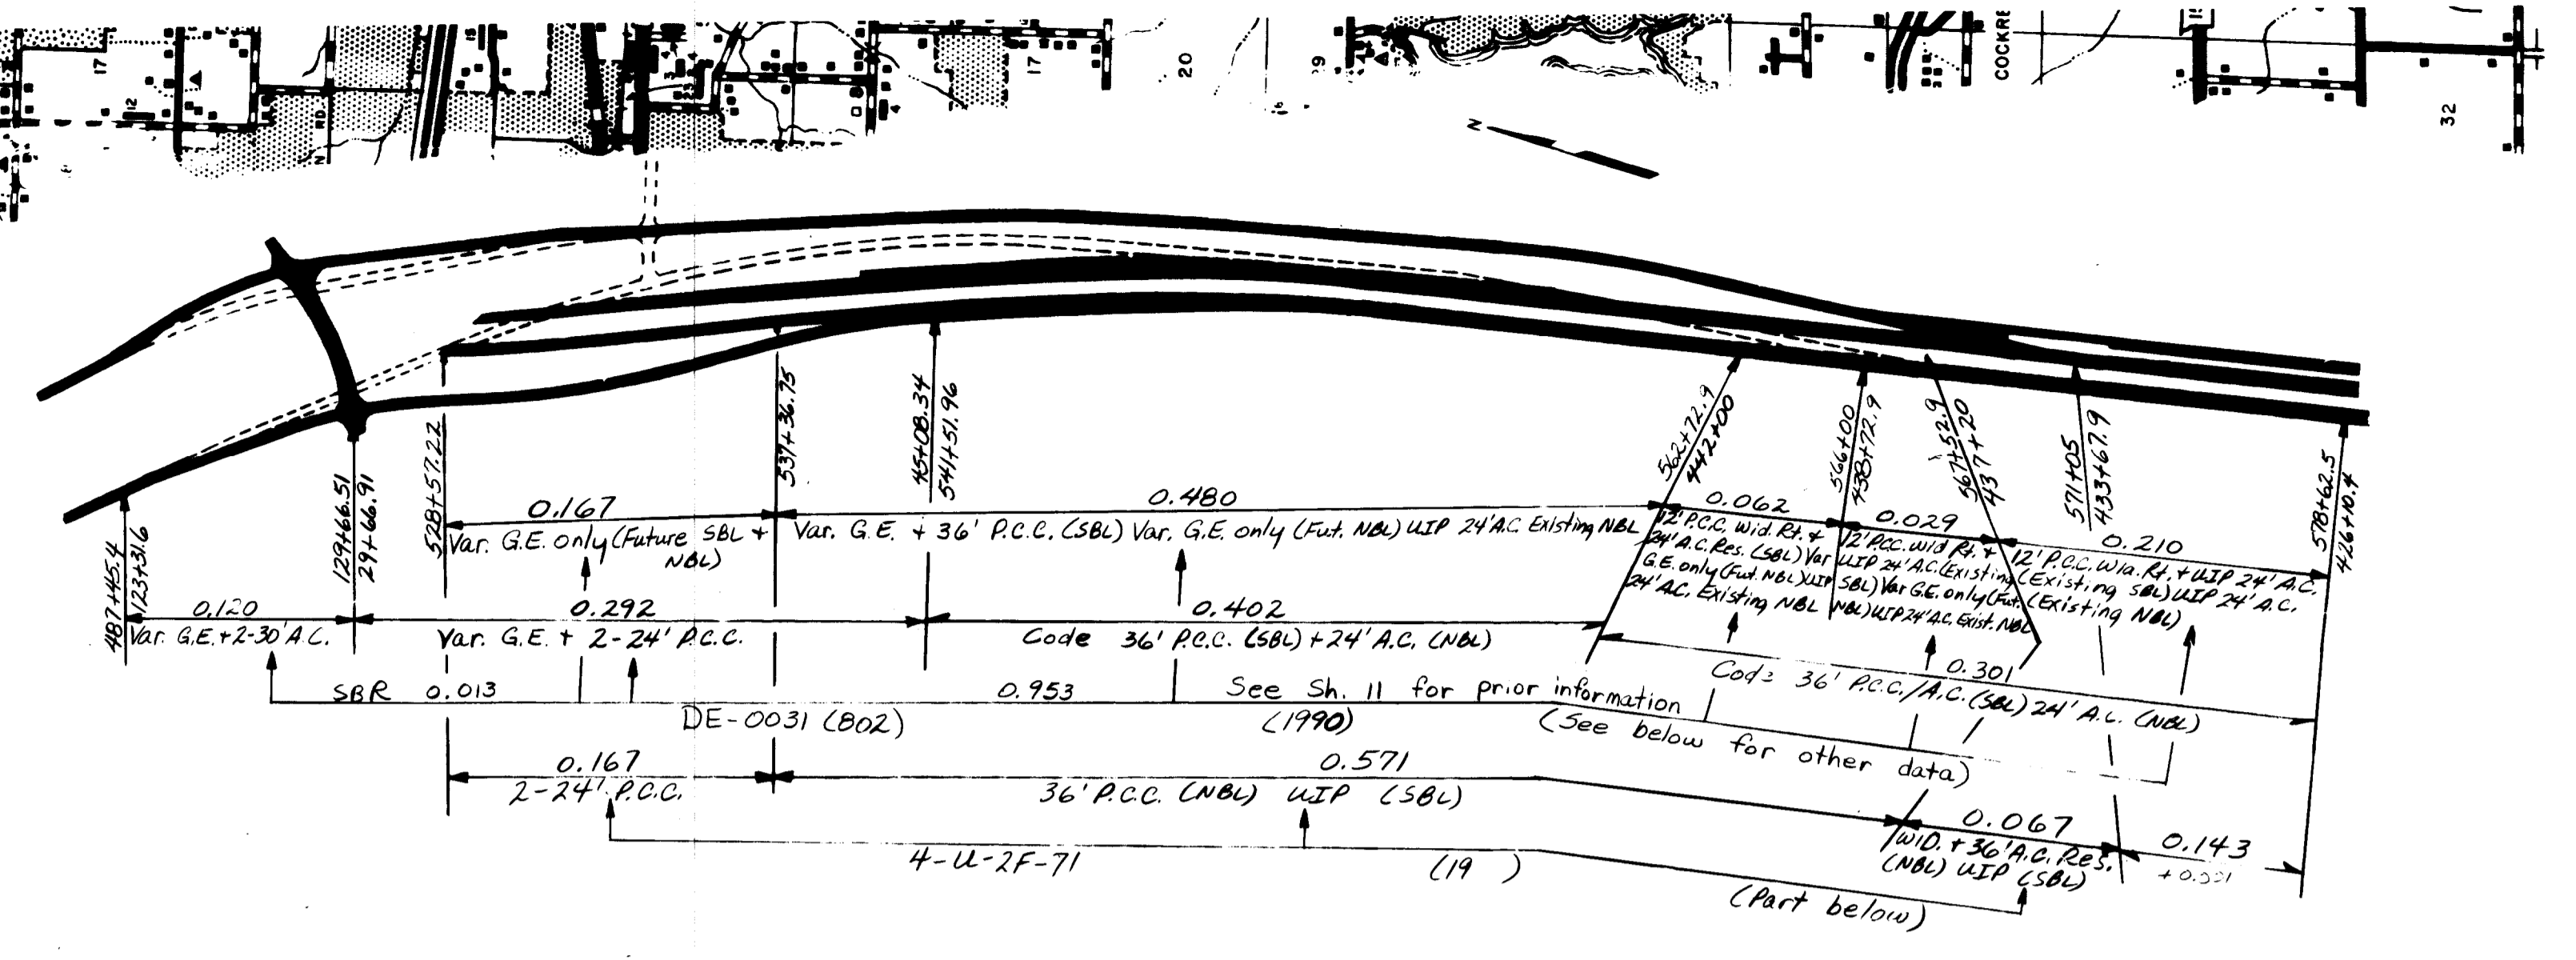 17
12
RD.
N
15
4
17
20
19
COCKRE
32
N
487+45.4
123+31.6
129+66.51
29+66.91
528+57.22
537+36.75
45+08.34
541+51.96
562+72.9
442+00
566+00
438+72.9
567+52.9
437+20
571+05
433+67.9
578+62.5
426+10.4
0.167
Var. G.E. only (Future SBL +
NBL)
0.480
Var. G.E. + 36' P.C.C. (SBL) Var. G.E. only (Fut. NBL) UIP 24' A.C. Existing NBL
0.062
12' P.C.C. Wid. Rt. +
24' A.C. Res. (SBL) Var
G.E. only (Fut. NBL) UIP
24' A.C. Existing NBL
0.029
12' P.C.C. Wid Rt. +
UIP 24' A.C. (Existing
SBL) Var G.E. only (Fut.
NBL) UIP 24' A.C. Exist. NBL
0.210
12' P.C.C. Wid. Rt. + UIP 24' A.C.
(Existing SBL) UIP 24' A.C.
(Existing NBL)
0.120
Var. G.E. + 2-30' A.C.
0.292
Var. G.E. + 2-24' P.C.C.
0.402
Code 36' P.C.C. (SBL) + 24' A.C. (NBL)
0.301
Code 36' P.C.C./A.C. (SBL) 24' A.C. (NBL)
SBR 0.013 0.953 See Sh. 11 for prior information
DE-0031 (802) (1990) (See below for other data)
0.167
2-24' P.C.C.
0.571
36' P.C.C. (NBL) UIP (SBL)
0.067
WID. + 36' A.C. Res.
(NBL) UIP (SBL)
0.143
+ 0.001
4-U-2F-71 (19 )
(Part below)